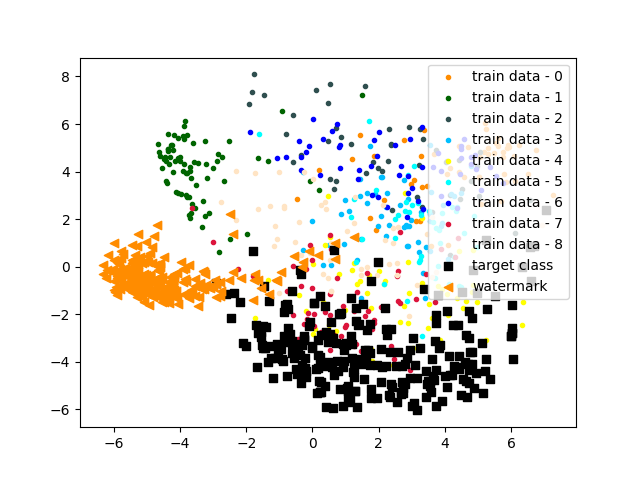 8
6
4
2
0
−2
−4
−6
−6
−4
−2
0
2
4
6
train data - 0
train data - 1
train data - 2
train data - 3
train data - 4
train data - 5
train data - 6
train data - 7
train data - 8
target class
watermark